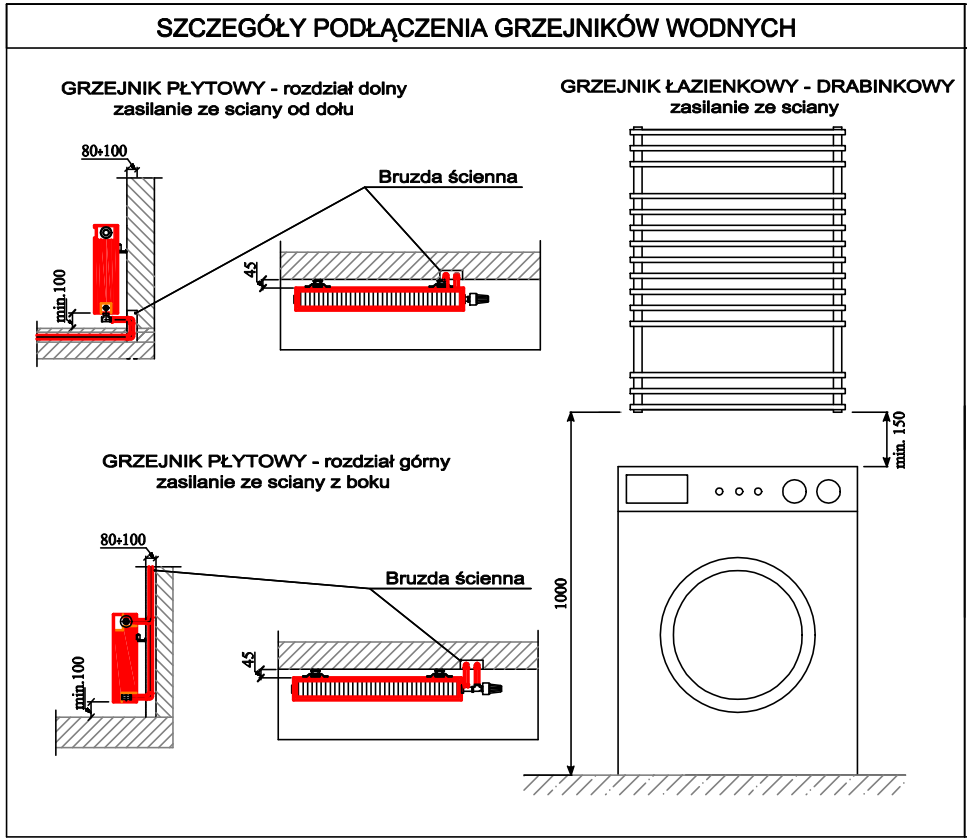 SZCZEGÓŁY PODŁĄCZENIA GRZEJNIKÓW WODNYCH
GRZEJNIK PŁYTOWY - rozdział dolny
zasilanie ze sciany od dołu
80÷100
Bruzda ścienna
45
min.100
GRZEJNIK ŁAZIENKOWY - DRABINKOWY
zasilanie ze sciany
min. 150
1000
GRZEJNIK PŁYTOWY - rozdział górny
zasilanie ze sciany z boku
80÷100
Bruzda ścienna
45
min.100